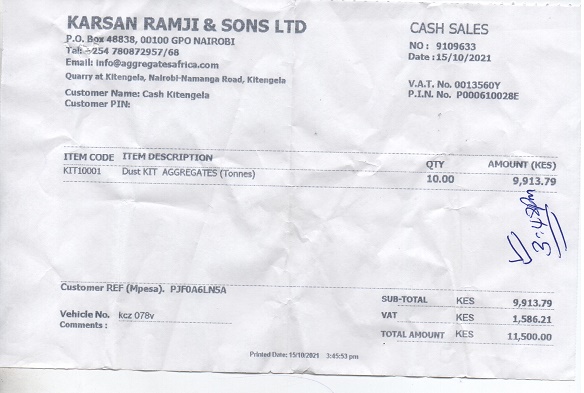 KARSAN RAMJI & SONS LTD
CASH SALES
P.O. Box 48838, 00100 GPO NAIROBI
Tel: +254 780872957/68
Email: info@aggregatesafrica.com
Quarry at Kitengela, Nairobi-Namanga Road, Kitengela
NO : 9109633
Date : 15/10/2021
V.A.T. No. 0013560Y
P.I.N. No. P000610028E
Customer Name: Cash Kitengela
Customer PIN:
ITEM CODE ITEM DESCRIPTION QTY AMOUNT (KES)
KIT10001 Dust KIT AGGREGATES (Tonnes) 10.00 9,913.79
3:48pm
Customer REF (Mpesa). PJF0A6LN5A
Vehicle No. kcz 078v
Comments :
SUB-TOTAL KES 9,913.79
VAT KES 1,586.21
TOTAL AMOUNT KES 11,500.00
Printed Date: 15/10/2021 3:45:53 pm